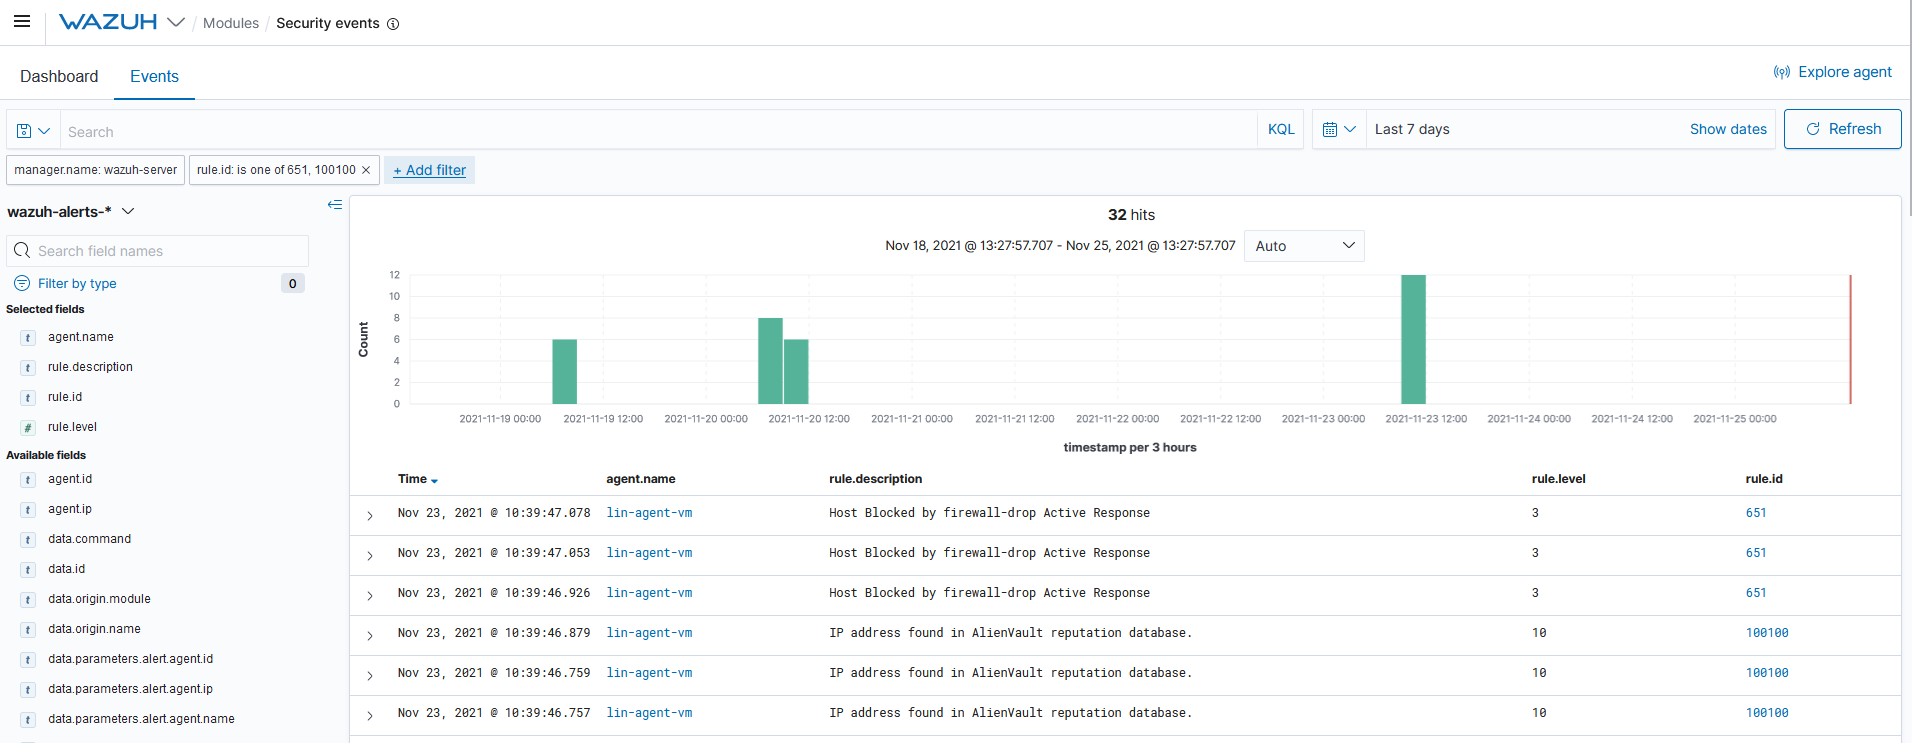 WAZUH / Modules / Security events
Dashboard Events Explore agent
Search KQL Last 7 days Show dates Refresh
manager.name: wazuh-server rule.id: is one of 651, 100100 × + Add filter
wazuh-alerts-*
Search field names
Filter by type 0
Selected fields
t agent.name
t rule.description
t rule.id
# rule.level
Available fields
t agent.id
t agent.ip
t data.command
t data.id
t data.origin.module
t data.origin.name
t data.parameters.alert.agent.id
t data.parameters.alert.agent.ip
t data.parameters.alert.agent.name
32 hits
Nov 18, 2021 @ 13:27:57.707 - Nov 25, 2021 @ 13:27:57.707 Auto
Count
12
10
8
6
4
2
0
2021-11-19 00:00 2021-11-19 12:00 2021-11-20 00:00 2021-11-20 12:00 2021-11-21 00:00 2021-11-21 12:00 2021-11-22 00:00 2021-11-22 12:00 2021-11-23 00:00 2021-11-23 12:00 2021-11-24 00:00 2021-11-24 12:00 2021-11-25 00:00
timestamp per 3 hours
Time agent.name rule.description rule.level rule.id
Nov 23, 2021 @ 10:39:47.078 lin-agent-vm Host Blocked by firewall-drop Active Response 3 651
Nov 23, 2021 @ 10:39:47.053 lin-agent-vm Host Blocked by firewall-drop Active Response 3 651
Nov 23, 2021 @ 10:39:46.926 lin-agent-vm Host Blocked by firewall-drop Active Response 3 651
Nov 23, 2021 @ 10:39:46.879 lin-agent-vm IP address found in AlienVault reputation database. 10 100100
Nov 23, 2021 @ 10:39:46.759 lin-agent-vm IP address found in AlienVault reputation database. 10 100100
Nov 23, 2021 @ 10:39:46.757 lin-agent-vm IP address found in AlienVault reputation database. 10 100100